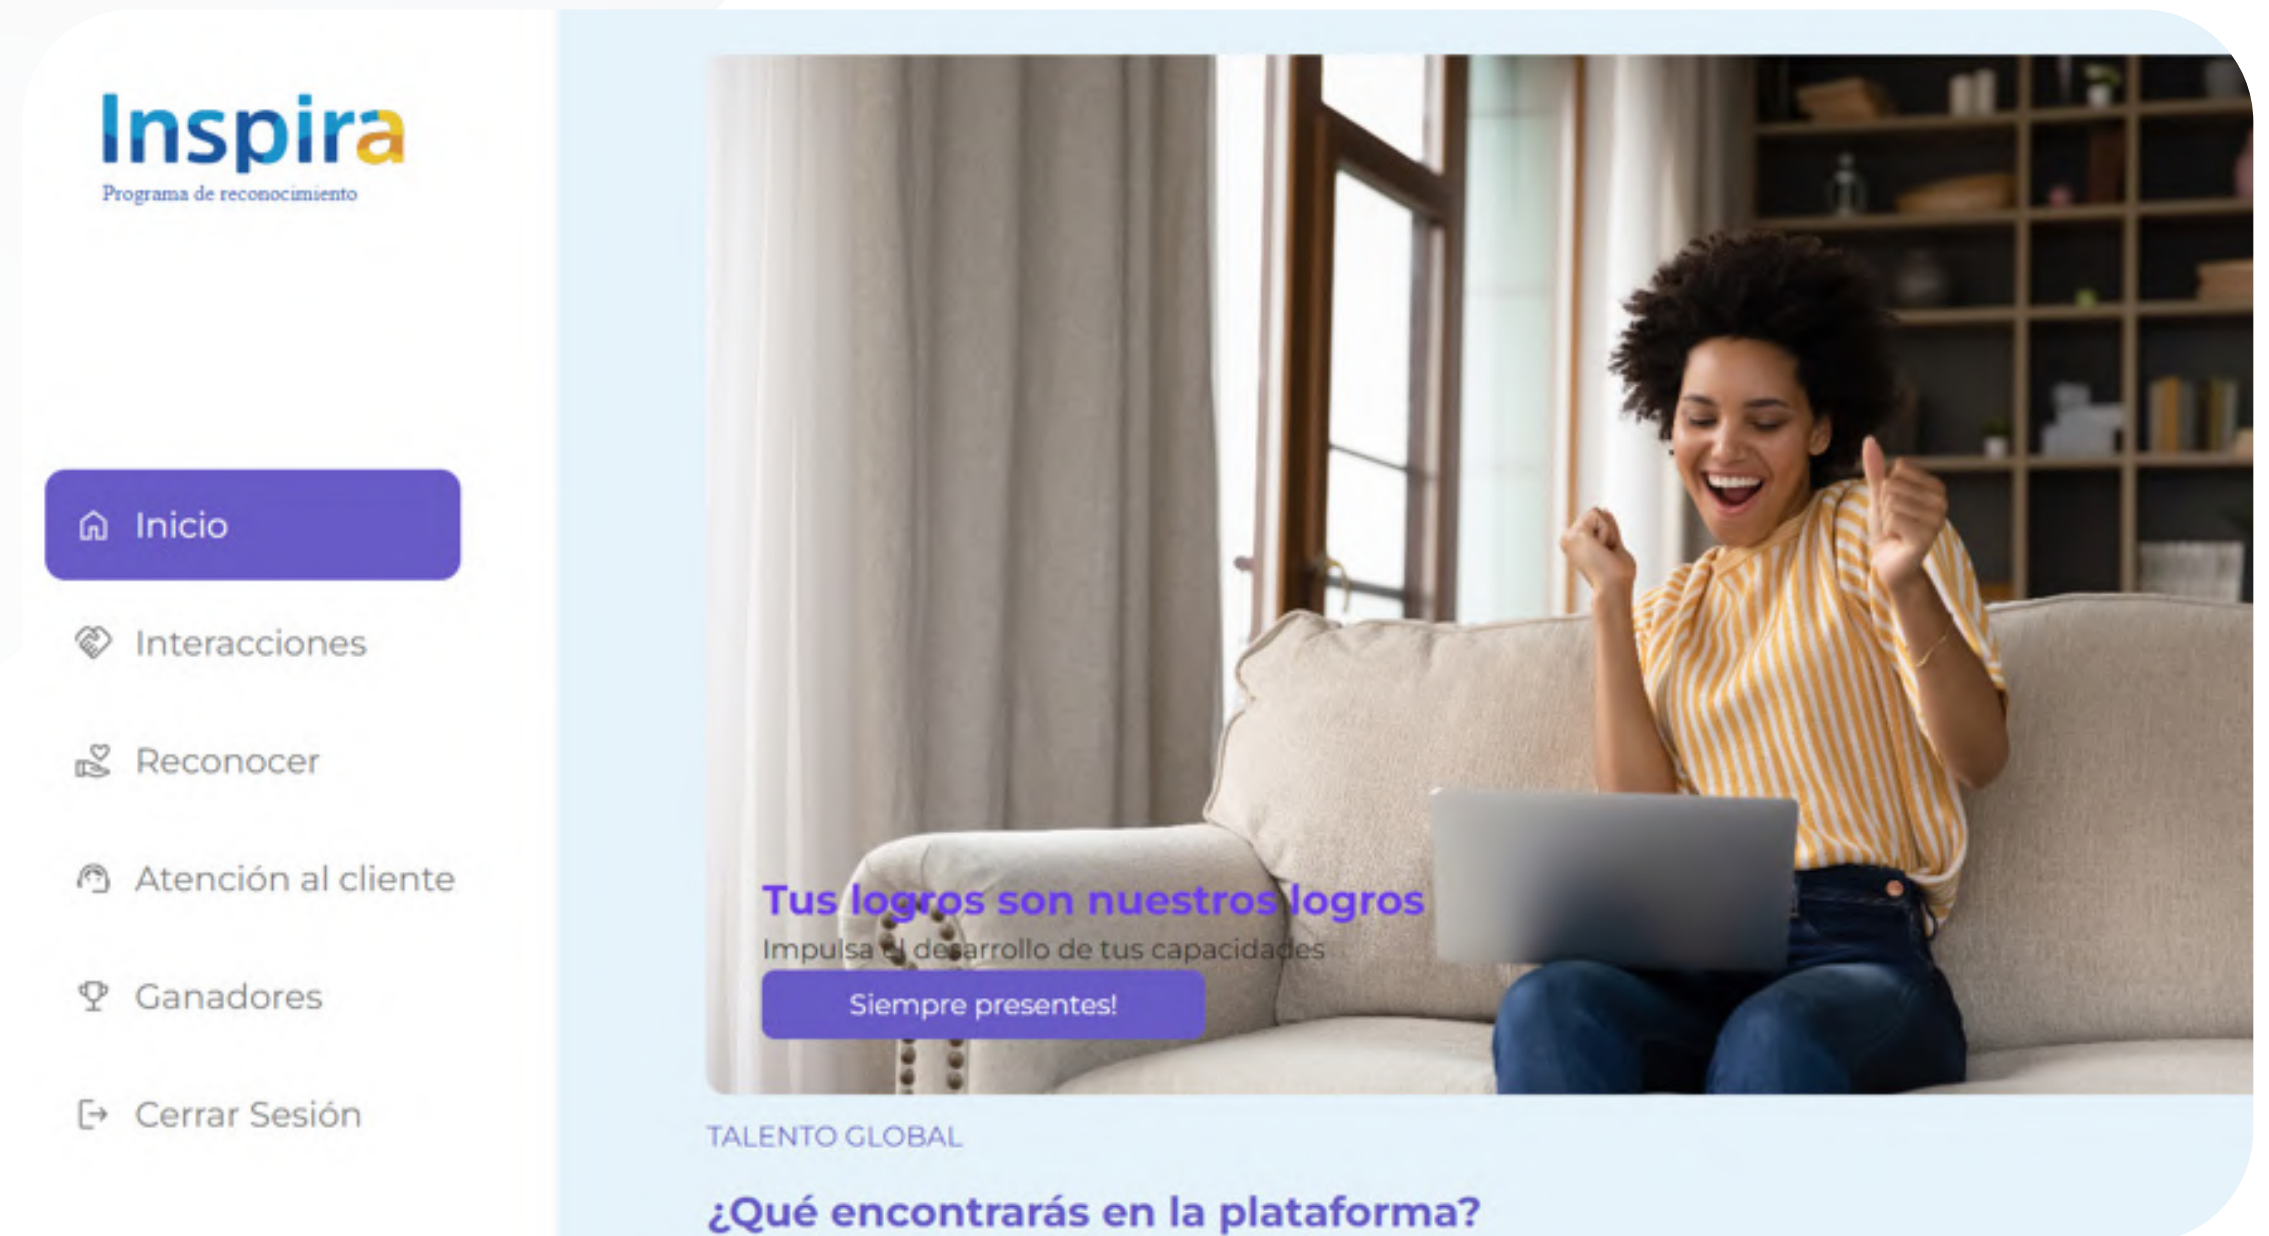 Inspira
Programa de reconocimiento
Inicio
Interacciones
Reconocer
Atención al cliente
Ganadores
Cerrar Sesión
Tus logros son nuestros logros
Impulsa el desarrollo de tus capacidades
Siempre presentes!
TALENTO GLOBAL
¿Qué encontrarás en la plataforma?